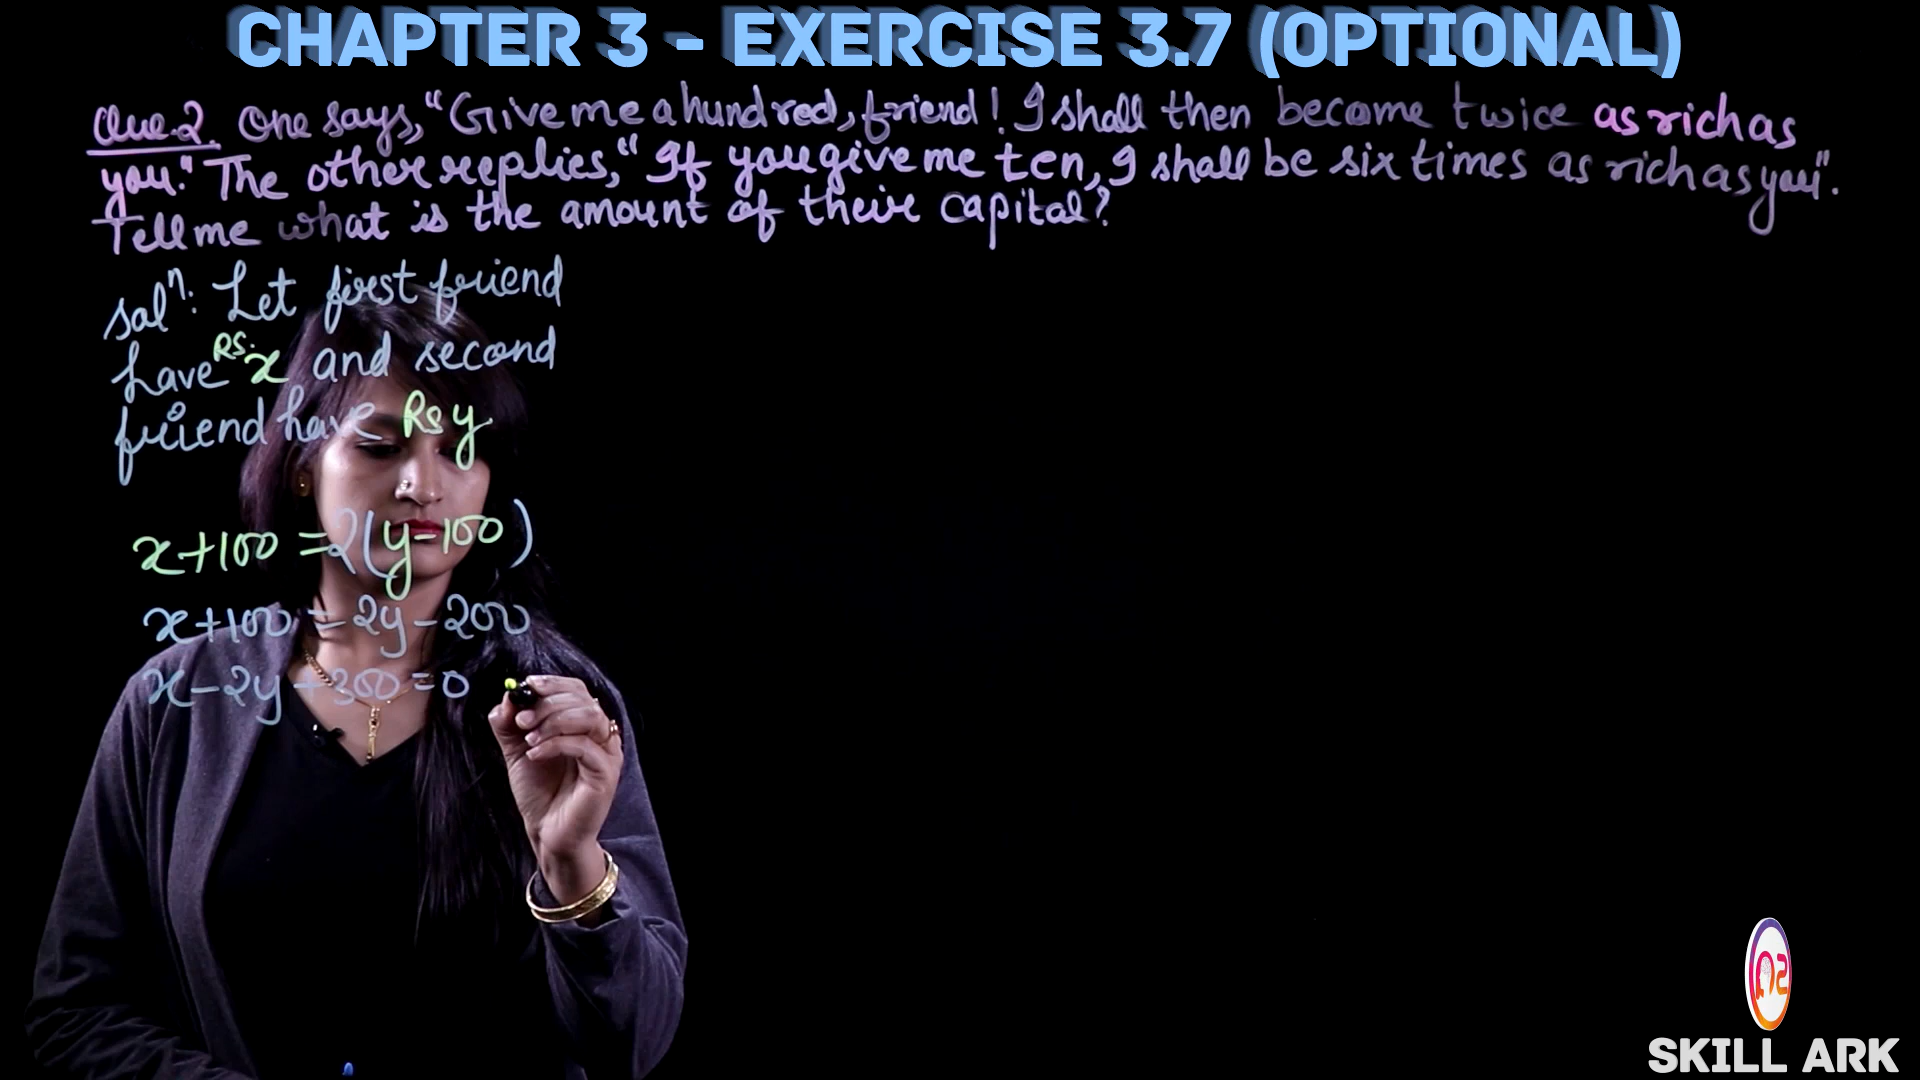 CHAPTER 3 - EXERCISE 3.7 (OPTIONAL)
Que.2. One says, "Give me a hundred, friend! I shall then become twice as rich as
you." The other replies, "If you give me ten, I shall be six times as rich as you".
Tell me what is the amount of their capital?
solⁿ: Let first friend
have RS. x and second
friend have Rs y
x+100 = 2(y-100)
x+100 = 2y-200
x-2y+300=0
SKILL ARK